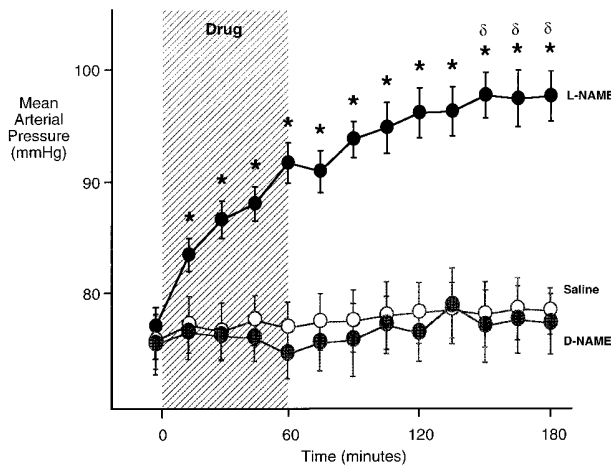 Drug
δ δ δ
* * * * * * * * * * * *
100
Mean
Arterial
Pressure
(mmHg)
L-NAME
90
80
Saline
D-NAME
0 60 120 180
Time (minutes)